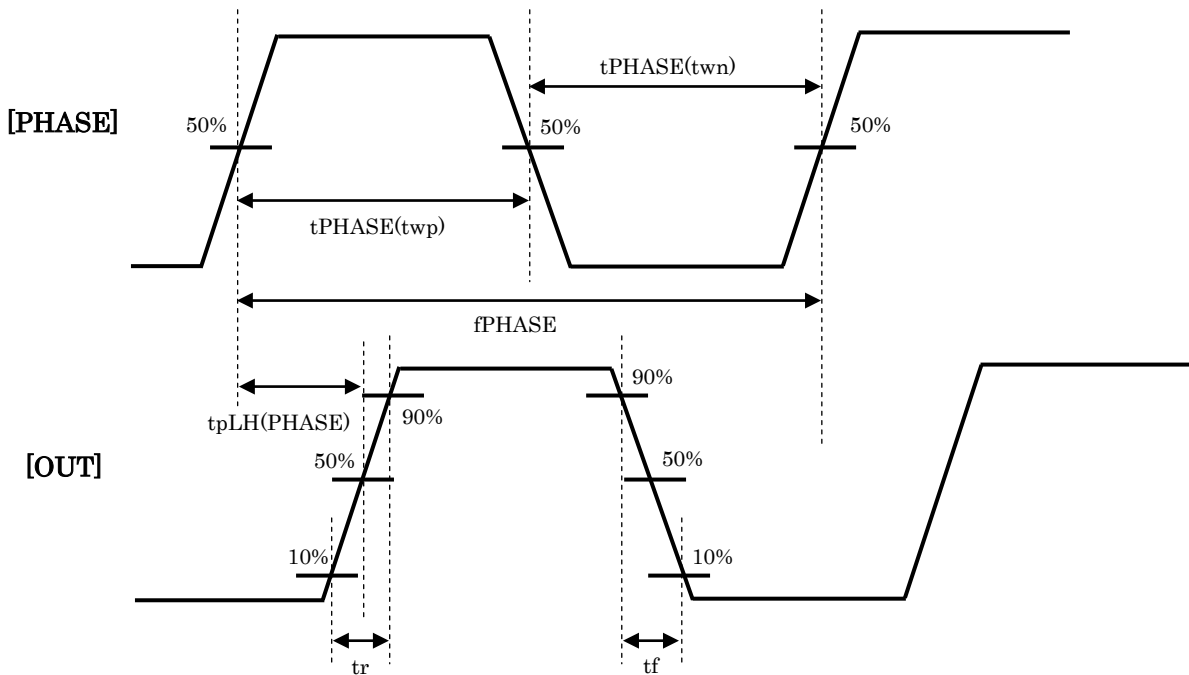 tPHASE(twn)
[PHASE]
50%
50%
50%
tPHASE(twp)
fPHASE
90%
tpLH(PHASE)
90%
[OUT]
50%
50%
10%
10%
tr
tf